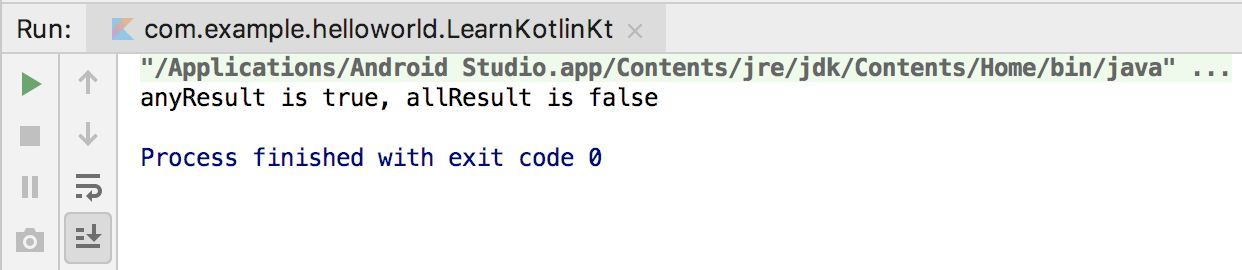 Run: com.example.helloworld.LearnKotlinKt
"/Applications/Android Studio.app/Contents/jre/jdk/Contents/Home/bin/java" ...
anyResult is true, allResult is false
Process finished with exit code 0